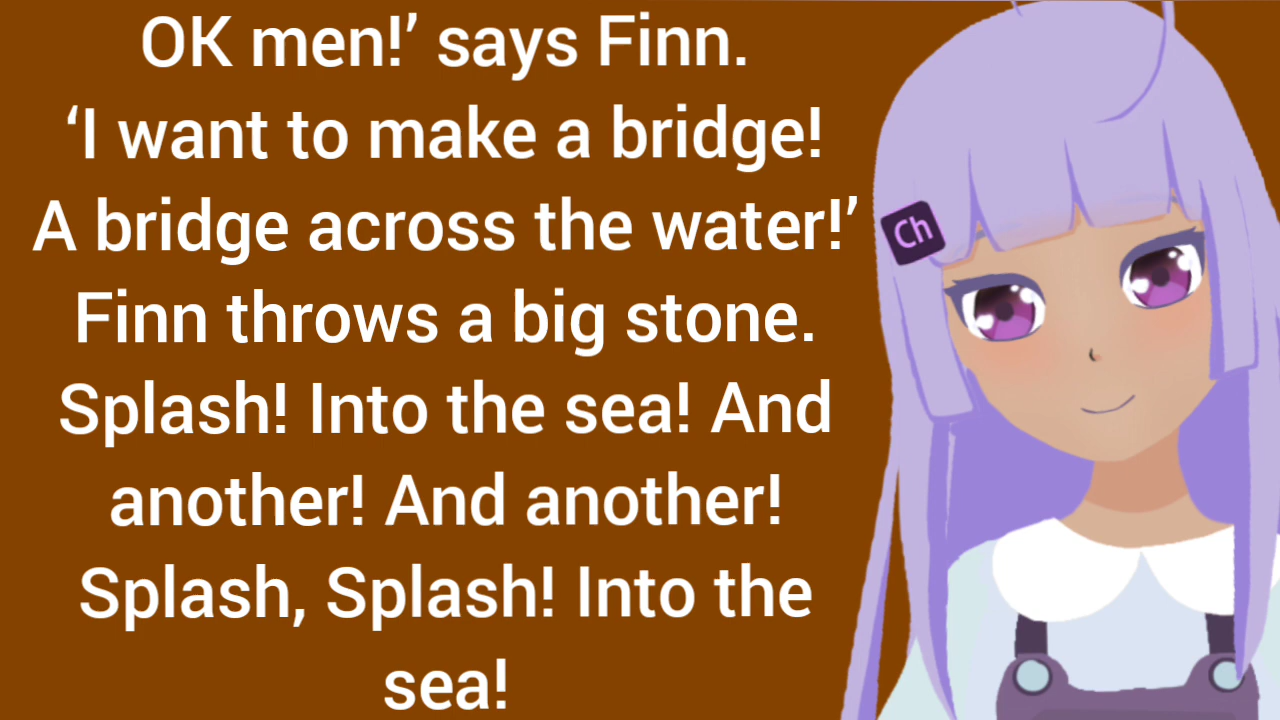 OK men!’ says Finn.
‘I want to make a bridge!
A bridge across the water!’
Finn throws a big stone.
Splash! Into the sea! And
another! And another!
Splash, Splash! Into the
sea!
Ch